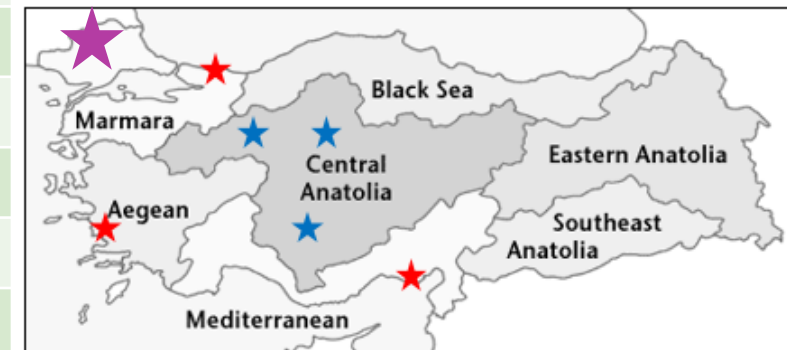 Black Sea
Marmara
Central
Anatolia
Eastern Anatolia
Aegean
Southeast
Anatolia
Mediterranean